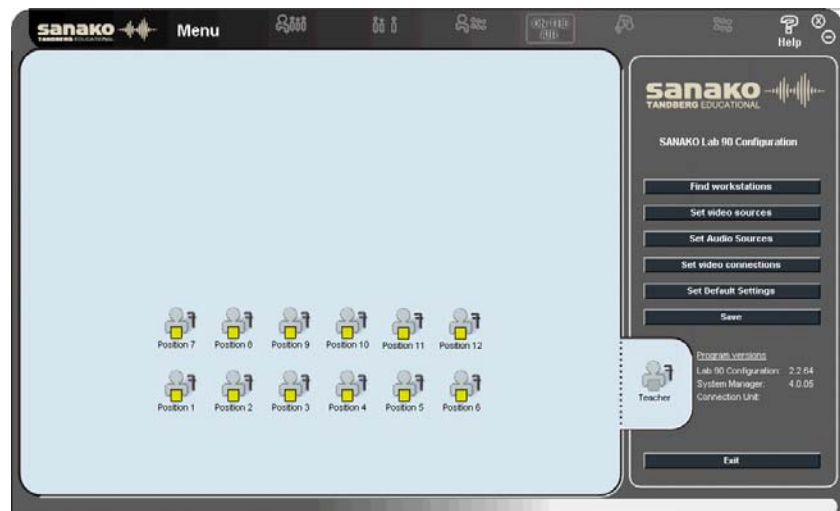 sanako
TANDBERG EDUCATIONAL
Menu
Help
sanako
TANDBERG EDUCATIONAL
SANAKO Lab 90 Configuration
Find workstations
Set video sources
Set Audio Sources
Set video connections
Set Default Settings
Save
Position 7 Position 8 Position 9 Position 10 Position 11 Position 12
Position 1 Position 2 Position 3 Position 4 Position 5 Position 6
Teacher
Program versions
Lab 90 Configuration: 2.2.64
System Manager: 4.0.05
Connection Unit:
Exit